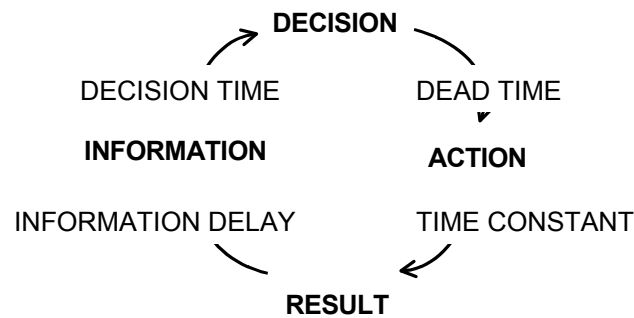 DECISION
DECISION TIME
DEAD TIME
INFORMATION
ACTION
INFORMATION DELAY
TIME CONSTANT
RESULT